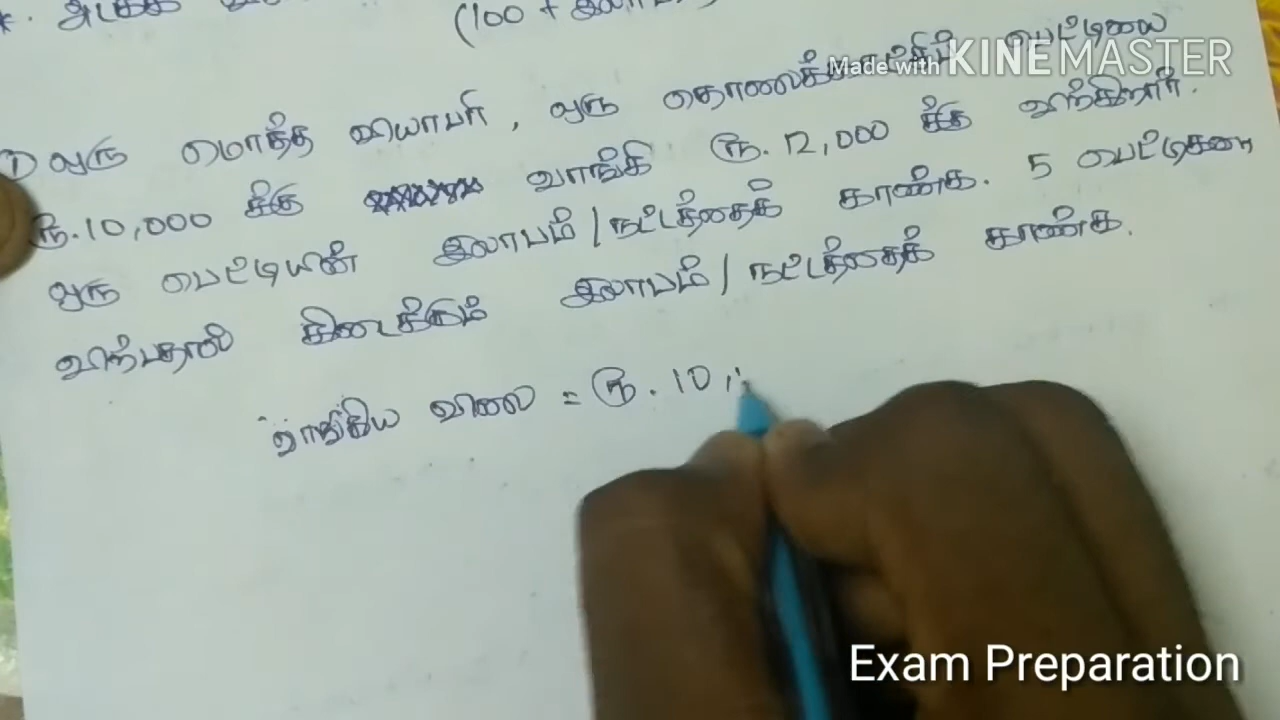 (100 +
Made with KINEMASTER
1) ஒரு மொத்த வியாபாரி, ஒரு தொலைக்காட்சிப் பெட்டியை
ரூ.10,000 க்கு வாங்கி ரூ. 12,000 க்கு விற்கிறார்.
ஒரு பெட்டியின் இலாபம்/நட்டத்தைக் காண்க. 5 பெட்டிகளை
விற்பதால் கிடைக்கும் இலாபம்/நட்டத்தைக் காண்க.
வாங்கிய விலை = ரூ. 10,
Exam Preparation